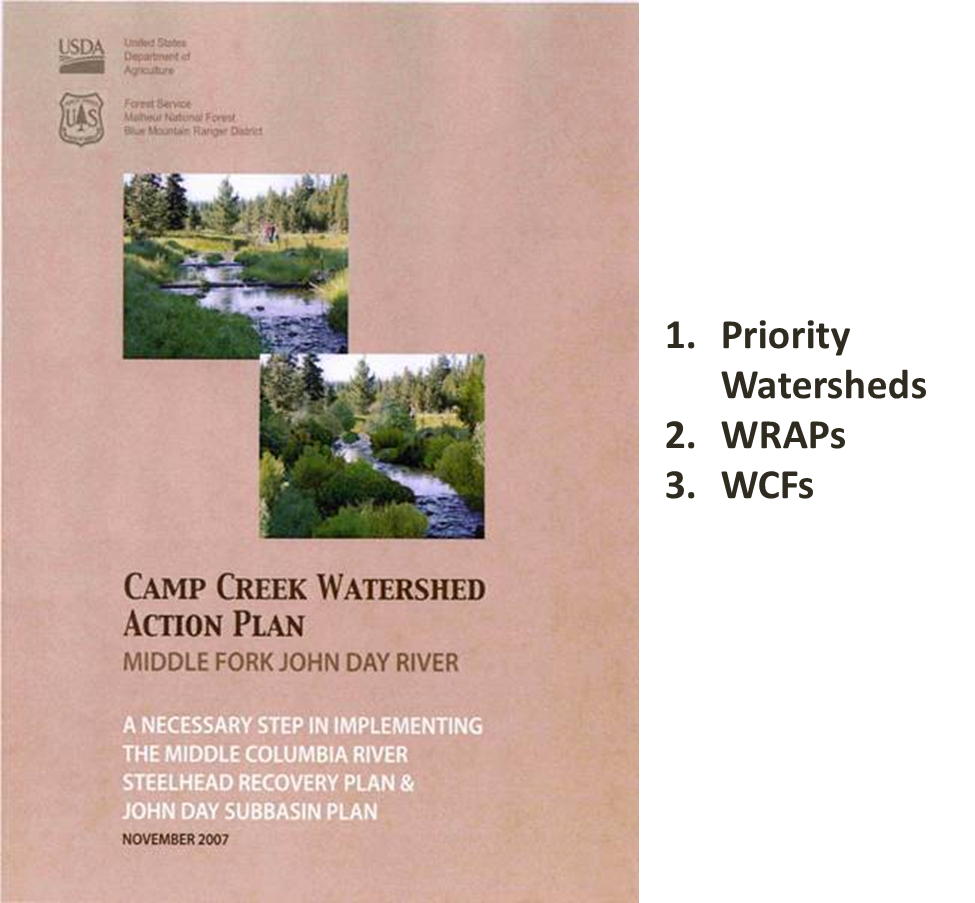 USDA
United States
Department of
Agriculture
UAS
Forest Service
Malheur National Forest
Blue Mountain Ranger District
CAMP CREEK WATERSHED
ACTION PLAN
MIDDLE FORK JOHN DAY RIVER
A NECESSARY STEP IN IMPLEMENTING
THE MIDDLE COLUMBIA RIVER
STEELHEAD RECOVERY PLAN &
JOHN DAY SUBBASIN PLAN
NOVEMBER 2007
1. Priority
Watersheds
2. WRAPs
3. WCFs